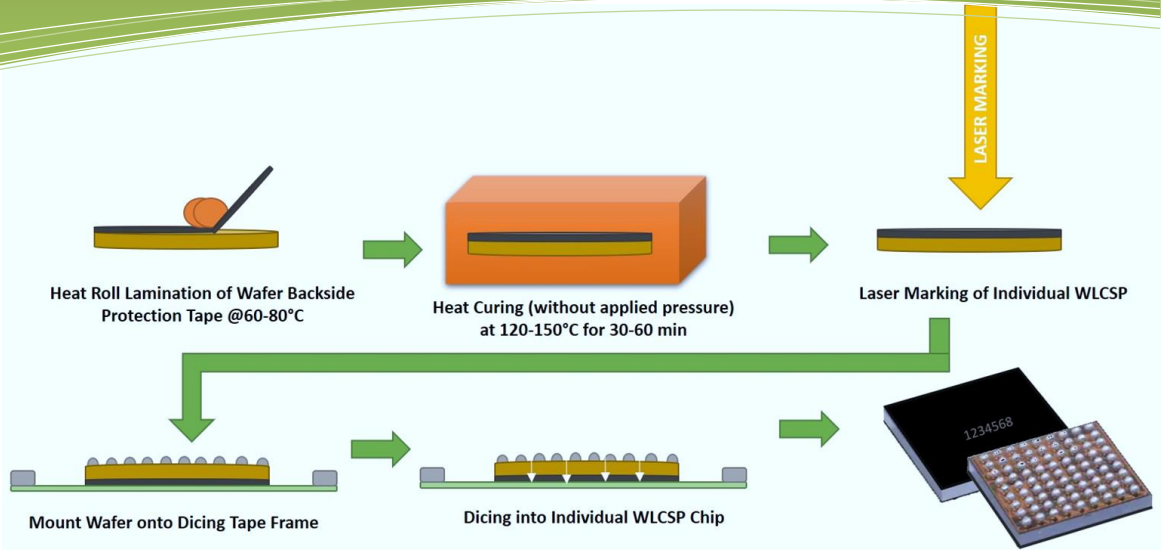 LASER MARKING
Heat Roll Lamination of Wafer Backside
Protection Tape @60-80°C
Heat Curing (without applied pressure)
at 120-150°C for 30-60 min
Laser Marking of Individual WLCSP
Mount Wafer onto Dicing Tape Frame
Dicing into Individual WLCSP Chip
1234568